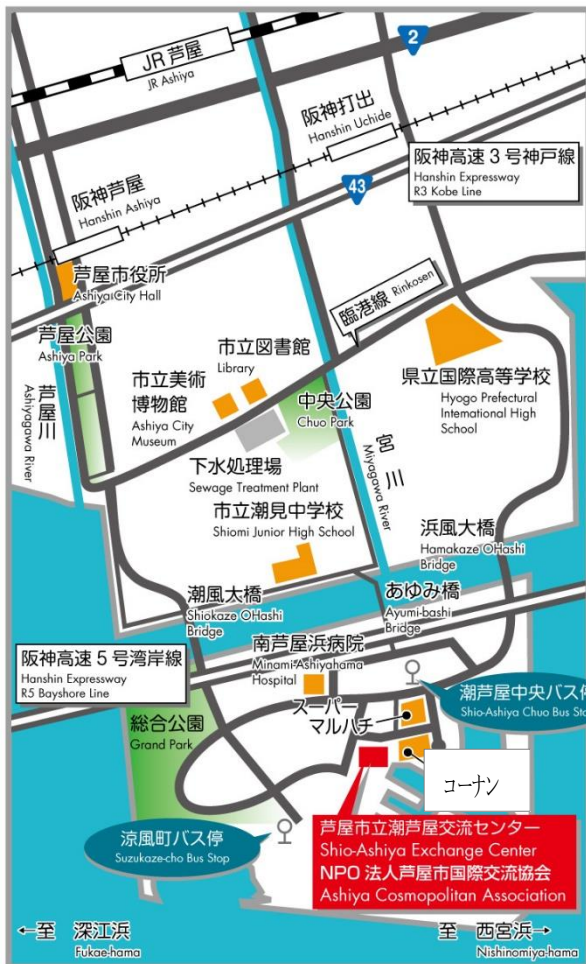 2
JR芦屋
JR Ashiya
阪神打出
Hanshin Uchide
阪神高速3号神戸線
Hanshin Expressway
R3 Kobe Line
43
阪神芦屋
Hanshin Ashiya
芦屋市役所
Ashiya City Hall
臨港線 Rinkosen
芦屋公園
Ashiya Park
市立図書館
Library
市立美術
博物館
Ashiya City
Museum
中央公園
Chuo Park
県立国際高等学校
Hyogo Prefectural
International High
School
芦屋川
Ashiyagawa River
宮川
Miyagawa River
下水処理場
Sewage Treatment Plant
市立潮見中学校
Shiomi Junior High School
浜風大橋
Hamakaze OHashi
Bridge
潮風大橋
Shiokaze OHashi
Bridge
あゆみ橋
Ayumi-bashi
Bridge
阪神高速5号湾岸線
Hanshin Expressway
R5 Bayshore Line
南芦屋浜病院
Minami-Ashiyahama
Hospital
潮芦屋中央バス停
Shio-Ashiya Chuo Bus Sto
スーパー
マルハチ
総合公園
Grand Park
コーナン
涼風町バス停
Suzukaze-cho Bus Stop
芦屋市立潮芦屋交流センター
Shio-Ashiya Exchange Center
NPO法人芦屋市国際交流協会
Ashiya Cosmopolitan Association
←至 深江浜
Fukae-hama
至 西宮浜→
Nishinomiya-hama